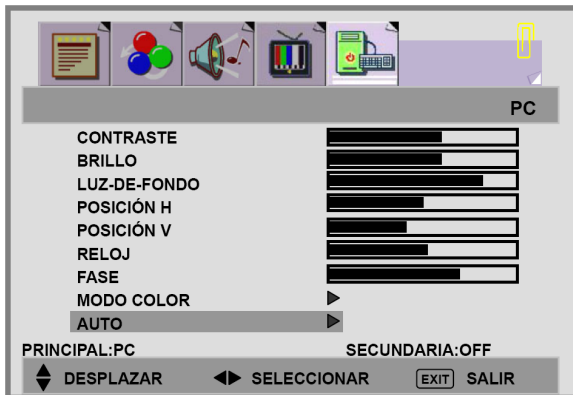 PC
CONTRASTE
BRILLO
LUZ-DE-FONDO
POSICIÓN H
POSICIÓN V
RELOJ
FASE
MODO COLOR
AUTO
PRINCIPAL:PC SECUNDARIA:OFF
DESPLAZAR SELECCIONAR EXIT SALIR